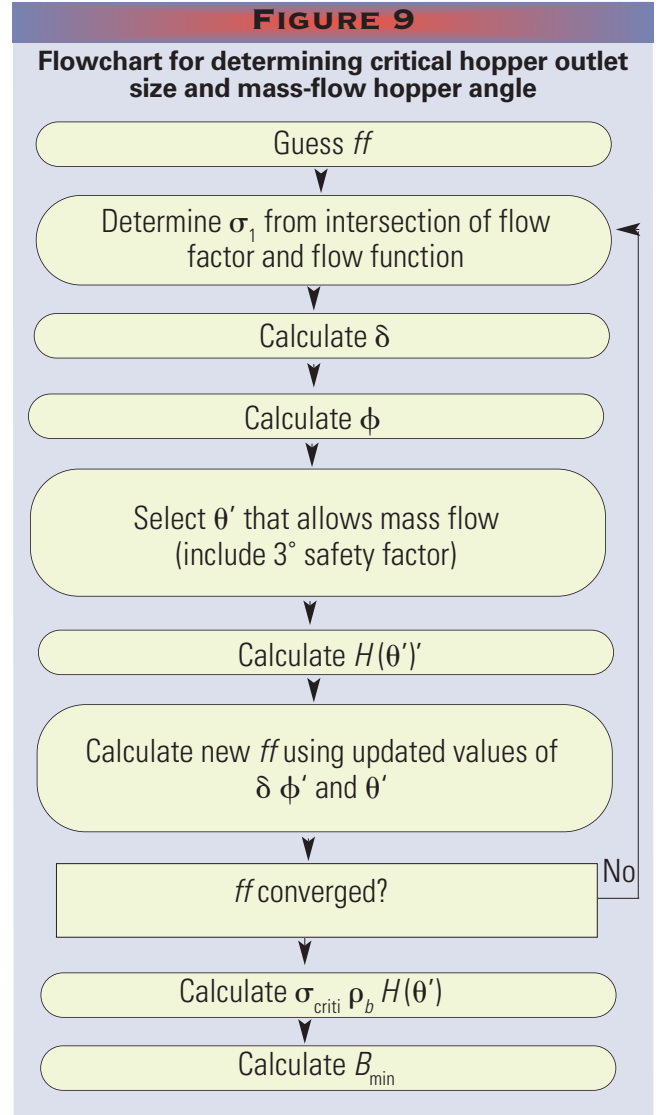 FIGURE 9
Flowchart for determining critical hopper outlet
size and mass-flow hopper angle
Guess ff
Determine σ₁ from intersection of flow
factor and flow function
Calculate δ
Calculate ϕ
Select θ’ that allows mass flow
(include 3° safety factor)
Calculate H(θ’)’
Calculate new ff using updated values of
δ ϕ‘ and θ‘
ff converged?
No
Calculate σcriti ρb H(θ’)
Calculate Bmin